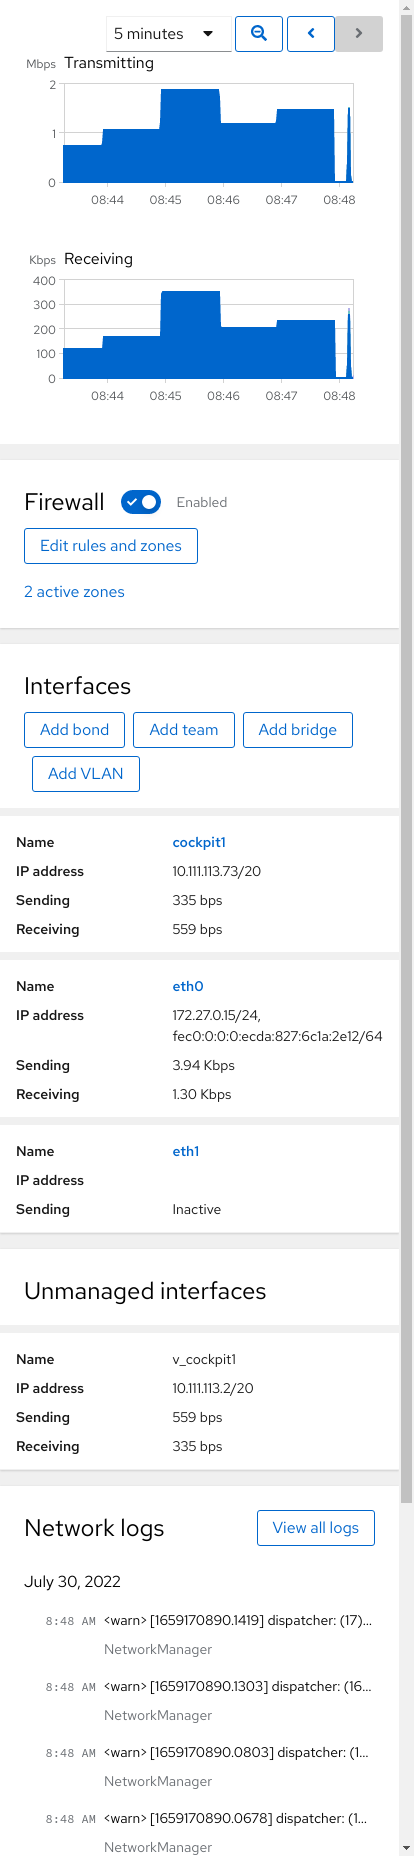 5 minutes
Mbps Transmitting
2
1
0
08:44 08:45 08:46 08:47 08:48
Kbps Receiving
400
300
200
100
0
08:44 08:45 08:46 08:47 08:48
Firewall Enabled
Edit rules and zones
2 active zones
Interfaces
Add bond Add team Add bridge
Add VLAN
Name cockpit1
IP address 10.111.113.73/20
Sending 335 bps
Receiving 559 bps
Name eth0
IP address 172.27.0.15/24,
fec0:0:0:0:ecda:827:6c1a:2e12/64
Sending 3.94 Kbps
Receiving 1.30 Kbps
Name eth1
IP address
Sending Inactive
Unmanaged interfaces
Name v_cockpit1
IP address 10.111.113.2/20
Sending 559 bps
Receiving 335 bps
Network logs View all logs
July 30, 2022
8:48 AM <warn> [1659170890.1419] dispatcher: (17)...
NetworkManager
8:48 AM <warn> [1659170890.1303] dispatcher: (16...
NetworkManager
8:48 AM <warn> [1659170890.0803] dispatcher: (1...
NetworkManager
8:48 AM <warn> [1659170890.0678] dispatcher: (1...
NetworkManager